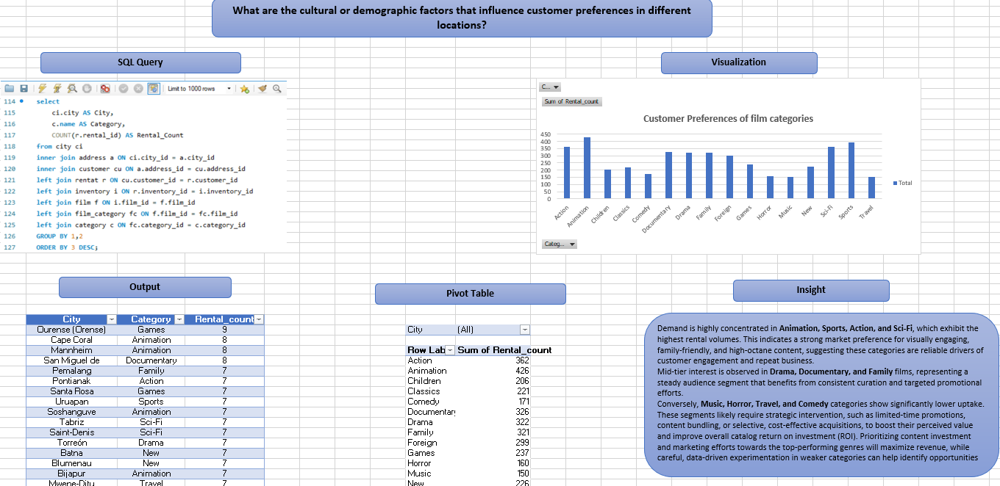 What are the cultural or demographic factors that influence customer preferences in different
locations?
SQL Query
Visualization
Limit to 1000 rows
114 select
115 ci.city AS City,
116 c.name AS Category,
117 COUNT(r.rental_id) AS Rental_Count
118 from city ci
119 inner join address a ON ci.city_id = a.city_id
120 inner join customer cu ON a.address_id = cu.address_id
121 left join rentat r ON cu.customer_id = r.customer_id
122 left join inventory i ON r.inventory_id = i.inventory_id
123 left join film f ON i.film_id = f.film_id
124 left join film_category fc ON f.film_id = fc.film_id
125 left join category c ON fc.category_id = c.category_id
126 GROUP BY 1,2
127 ORDER BY 3 DESC;
C...
Sum of Rental_count
Customer Preferences of film categories
450
400
350
300
250
200
150
100
50
0
Action
Animation
Children
Classics
Comedy
Documentary
Drama
Family
Foreign
Games
Horror
Music
New
Sci-Fi
Sports
Travel
Total
Categ...
Output
Pivot Table
Insight
City Category Rental_count
Ourense (Orense) Games 9
Cape Coral Animation 8
Mannheim Animation 8
San Miguel de Documentary 8
Pemalang Family 7
Pontianak Action 7
Santa Rosa Games 7
Uruapan Sports 7
Soshanguve Animation 7
Tabriz Sci-Fi 7
Saint-Denis Sci-Fi 7
Torreón Drama 7
Batna New 7
Blumenau New 7
Bijapur Animation 7
Mwene-Ditu Travel 7
City (All)
Row Lab Sum of Rental_count
Action 362
Animation 426
Children 206
Classics 221
Comedy 171
Documentar 326
Drama 322
Family 321
Foreign 299
Games 237
Horror 160
Music 150
New 226
Demand is highly concentrated in Animation, Sports, Action, and Sci-Fi, which exhibit the
highest rental volumes. This indicates a strong market preference for visually engaging,
family-friendly, and high-octane content, suggesting these categories are reliable drivers of
customer engagement and repeat business.
Mid-tier interest is observed in Drama, Documentary, and Family films, representing a
steady audience segment that benefits from consistent curation and targeted promotional
efforts.
Conversely, Music, Horror, Travel, and Comedy categories show significantly lower uptake.
These segments likely require strategic intervention, such as limited-time promotions,
content bundling, or selective, cost-effective acquisitions, to boost their perceived value
and improve overall catalog return on investment (ROI). Prioritizing content investment
and marketing efforts towards the top-performing genres will maximize revenue, while
careful, data-driven experimentation in weaker categories can help identify opportunities